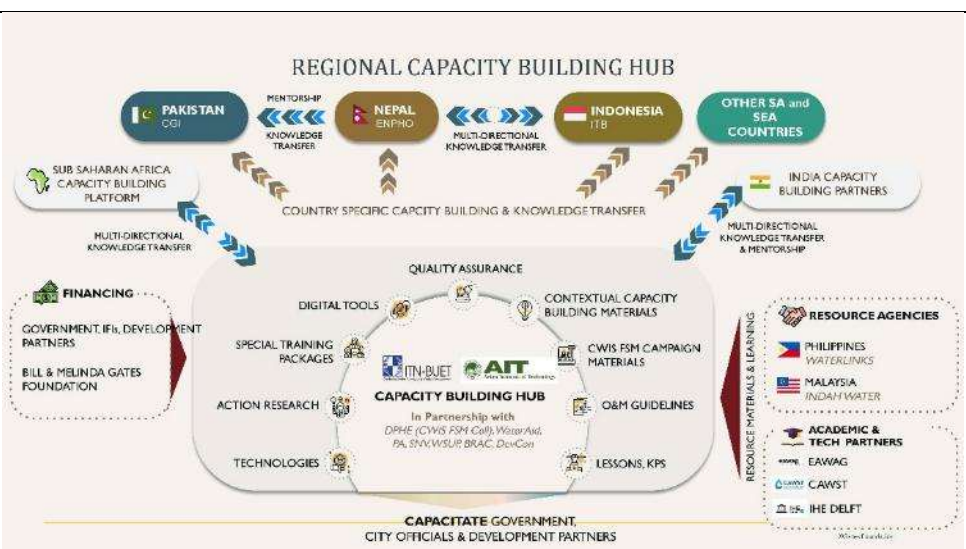 REGIONAL CAPACITY BUILDING HUB
PAKISTAN
CGI
MENTORSHIP
KNOWLEDGE
TRANSFER
NEPAL
ENPHO
MULTI-DIRECTIONAL
KNOWLEDGE TRANSFER
INDONESIA
ITB
OTHER SA and
SEA
COUNTRIES
SUB SAHARAN AFRICA
CAPACITY BUILDING
PLATFORM
COUNTRY SPECIFIC CAPCITY BUILDING & KNOWLEDGE TRANSFER
INDIA CAPACITY
BUILDING PARTNERS
MULTI-DIRECTIONAL
KNOWLEDGE TRANSFER
MULTI-DIRECTIONAL
KNOWLEDGE TRANSFER
& MENTORSHIP
FINANCING
GOVERNMENT, IFIs, DEVELOPMENT
PARTNERS
BILL & MELINDA GATES
FOUNDATION
QUALITY ASSURANCE
DIGITAL TOOLS
SPECIAL TRAINING
PACKAGES
ACTION RESEARCH
TECHNOLOGIES
CONTEXTUAL CAPACITY
BUILDING MATERIALS
CWIS FSM CAMPAIGN
MATERIALS
O&M GUIDELINES
LESSONS, KPS
ITN-BUET
AIT
Asian Institute of Technology
CAPACITY BUILDING HUB
In Partnership with
DPHE (CWIS FSM Cell), WaterAid,
PA, SNV, WSUP, BRAC, DevCon
RESOURCE MATERIALS & LEARNING
RESOURCE AGENCIES
PHILIPPINES
WATERLINKS
MALAYSIA
INDAH WATER
ACADEMIC &
TECH PARTNERS
eawag
EAWAG
CAWST
CAWST
IHE DELFT
CAPACITATE GOVERNMENT,
CITY OFFICIALS & DEVELOPMENT PARTNERS